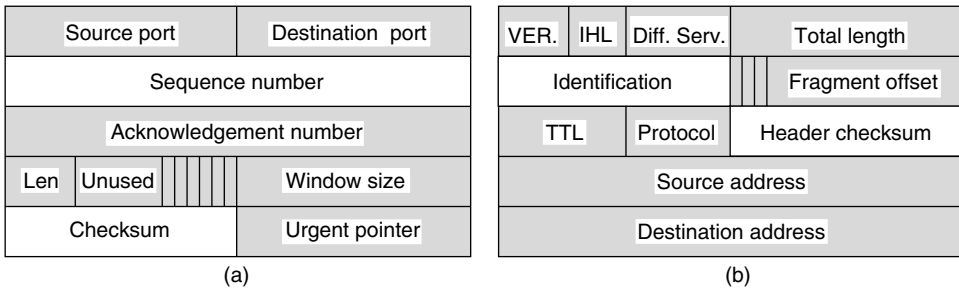 Source port Destination port
Sequence number
Acknowledgement number
Len Unused Window size
Checksum Urgent pointer
(a)
VER. IHL Diff. Serv. Total length
Identification Fragment offset
TTL Protocol Header checksum
Source address
Destination address
(b)